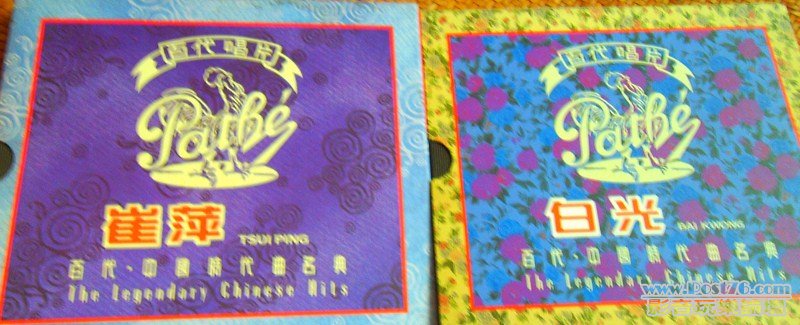 百代唱片
Pathé
崔萍 TSUI PING
百代·中國時代曲名典
The Legendary Chinese Hits
百代唱片
Pathé
白光 BAI KWONG
百代·中國時代曲名典
The Legendary Chinese Hits
www.Post76.com